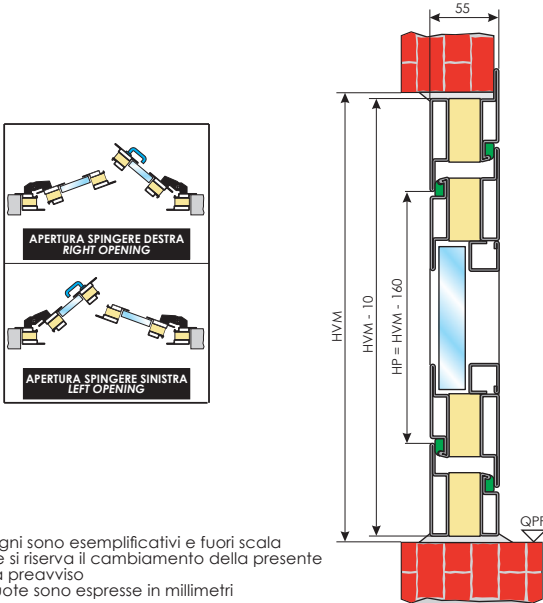 55
APERTURA SPINGERE DESTRA
RIGHT OPENING
APERTURA SPINGERE SINISTRA
LEFT OPENING
HVM
HVM - 10
HP = HVM - 160
QPF
gni sono esemplificativi e fuori scala
e si riserva il cambiamento della presente
a preavviso
uote sono espresse in millimetri